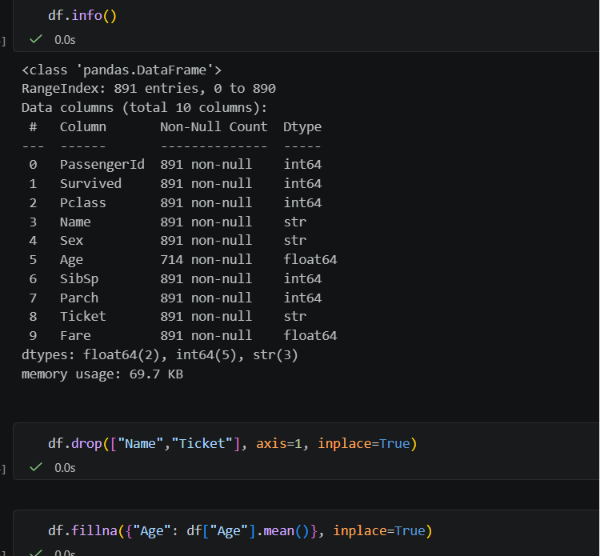 df.info()
0.0s
<class 'pandas.DataFrame'>
RangeIndex: 891 entries, 0 to 890
Data columns (total 10 columns):
 #   Column       Non-Null Count  Dtype
---  ------       --------------  -----
 0   PassengerId  891 non-null    int64
 1   Survived     891 non-null    int64
 2   Pclass       891 non-null    int64
 3   Name         891 non-null    str
 4   Sex          891 non-null    str
 5   Age          714 non-null    float64
 6   SibSp        891 non-null    int64
 7   Parch        891 non-null    int64
 8   Ticket       891 non-null    str
 9   Fare         891 non-null    float64
dtypes: float64(2), int64(5), str(3)
memory usage: 69.7 KB
df.drop(["Name","Ticket"], axis=1, inplace=True)
0.0s
df.fillna({"Age": df["Age"].mean()}, inplace=True)
0.0s